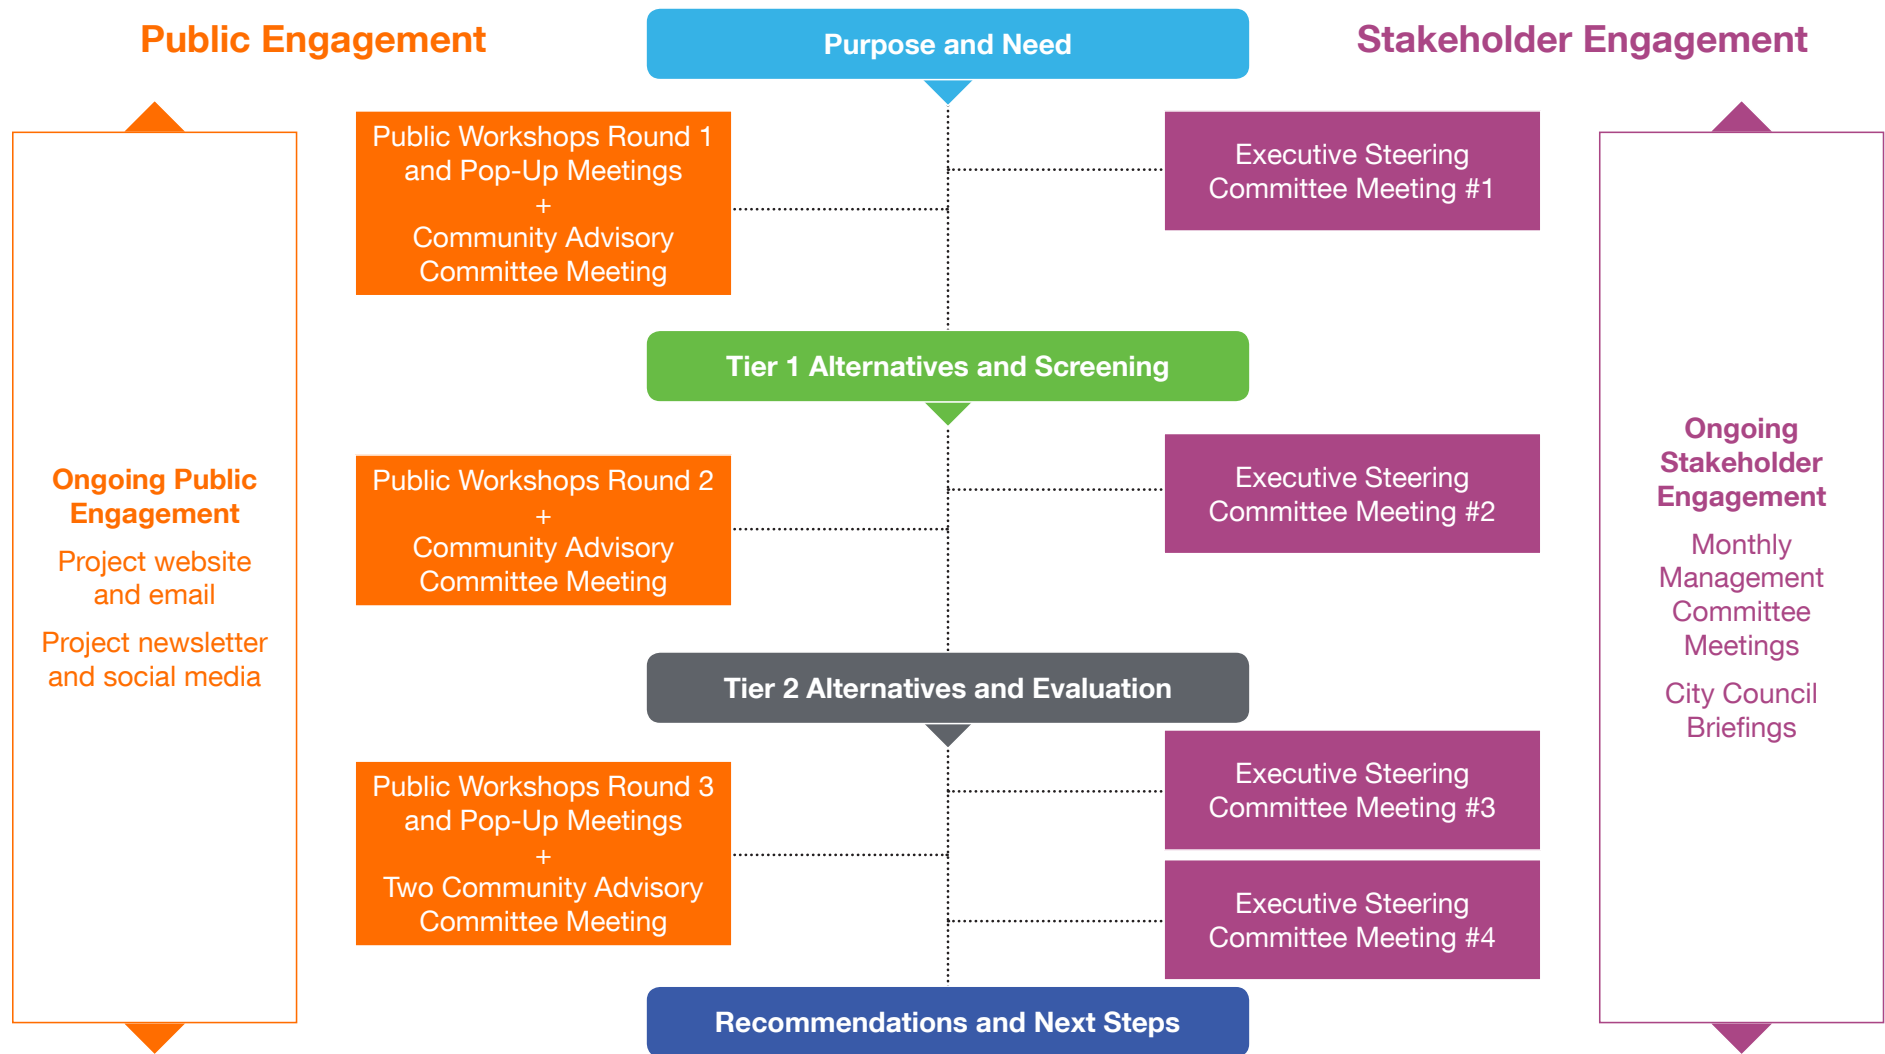 Public Engagement
Purpose and Need
Stakeholder Engagement
Public Workshops Round 1
and Pop-Up Meetings
+
Community Advisory
Committee Meeting
Executive Steering
Committee Meeting #1
Tier 1 Alternatives and Screening
Ongoing Public
Engagement
Project website
and email
Project newsletter
and social media
Public Workshops Round 2
+
Community Advisory
Committee Meeting
Executive Steering
Committee Meeting #2
Ongoing
Stakeholder
Engagement
Monthly
Management
Committee
Meetings
City Council
Briefings
Tier 2 Alternatives and Evaluation
Public Workshops Round 3
and Pop-Up Meetings
+
Two Community Advisory
Committee Meeting
Executive Steering
Committee Meeting #3
Executive Steering
Committee Meeting #4
Recommendations and Next Steps